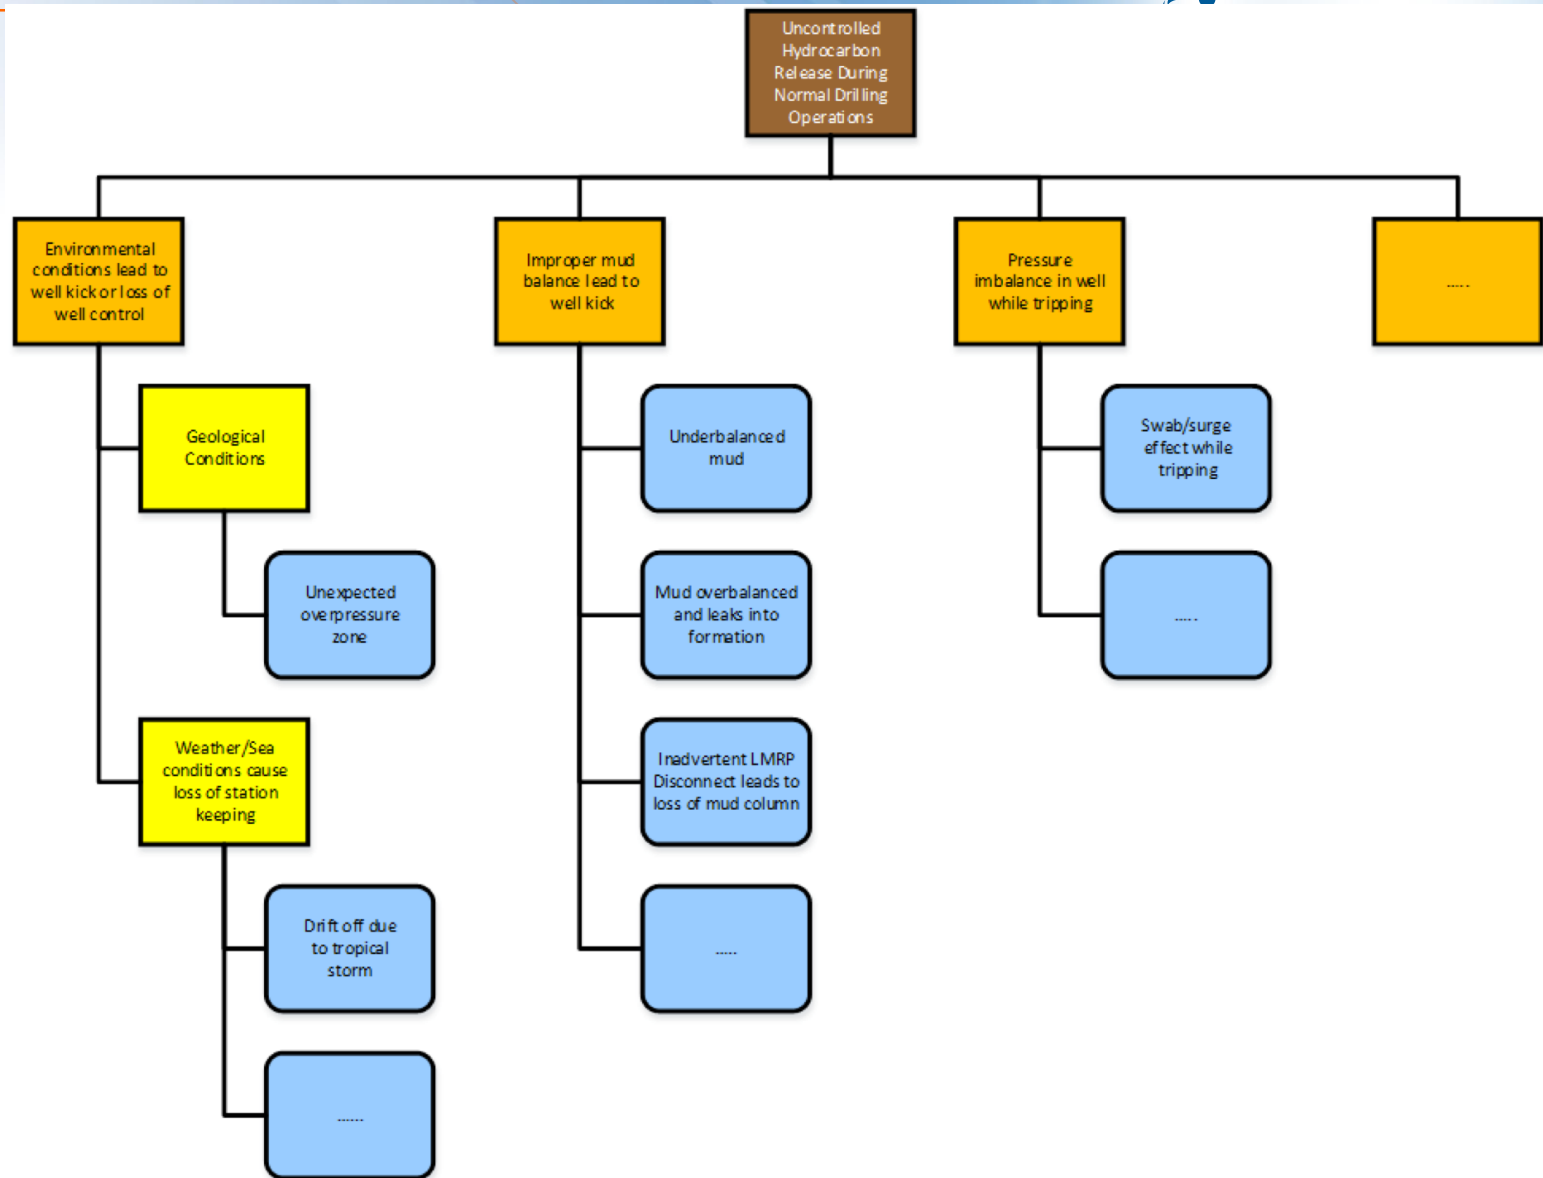 Uncontrolled
Hydrocarbon
Release During
Normal Drilling
Operations
Environmental
conditions lead to
well kick or loss of
well control
Improper mud
balance lead to
well kick
Pressure
imbalance in well
while tripping
.....
Geological
Conditions
Underbalanced
mud
Swab/surge
effect while
tripping
Unexpected
overpressure
zone
Mud overbalanced
and leaks into
formation
.....
Weather/Sea
conditions cause
loss of station
keeping
Inadvertent LMRP
Disconnect leads to
loss of mud column
Drift off due
to tropical
storm
.....
......